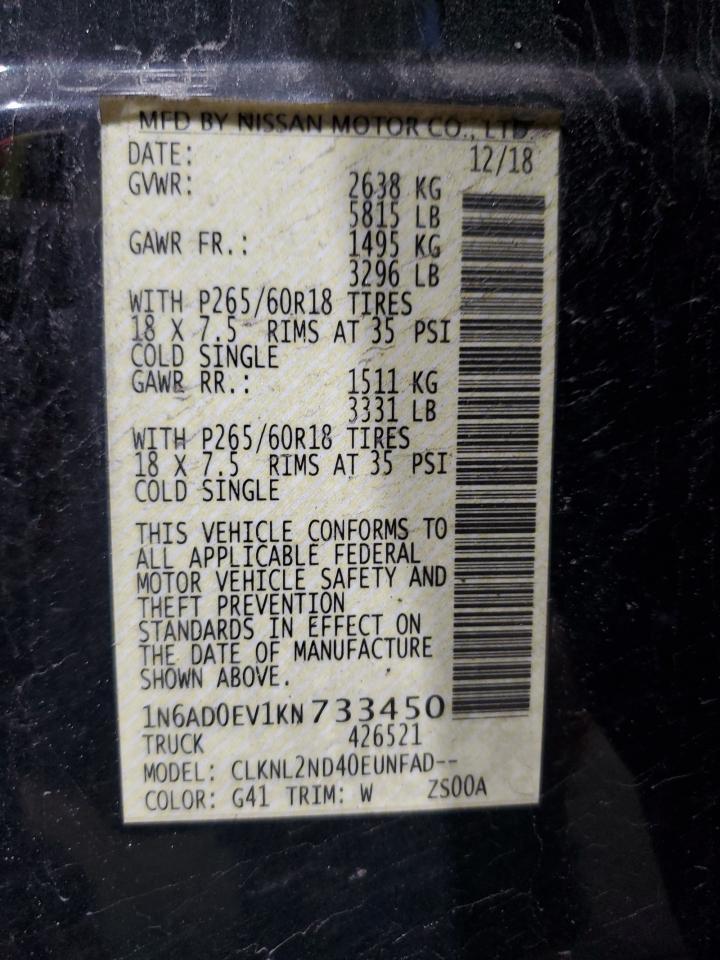 MFD BY NISSAN MOTOR CO., LTD.
DATE: 12/18
GVWR: 2638 KG
5815 LB
GAWR FR.: 1495 KG
3296 LB
WITH P265/60R18 TIRES
18 X 7.5 RIMS AT 35 PSI
COLD SINGLE
GAWR RR.: 1511 KG
3331 LB
WITH P265/60R18 TIRES
18 X 7.5 RIMS AT 35 PSI
COLD SINGLE
THIS VEHICLE CONFORMS TO
ALL APPLICABLE FEDERAL
MOTOR VEHICLE SAFETY AND
THEFT PREVENTION
STANDARDS IN EFFECT ON
THE DATE OF MANUFACTURE
SHOWN ABOVE.
1N6AD0EV1KN733450
TRUCK 426521
MODEL: CLKNL2ND40EUNFAD--
COLOR: G41 TRIM: W ZS00A